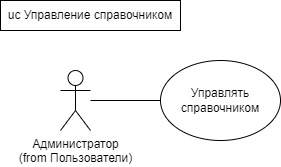 uc Управление справочником
Управлять
справочником
Администратор
(from Пользователи)